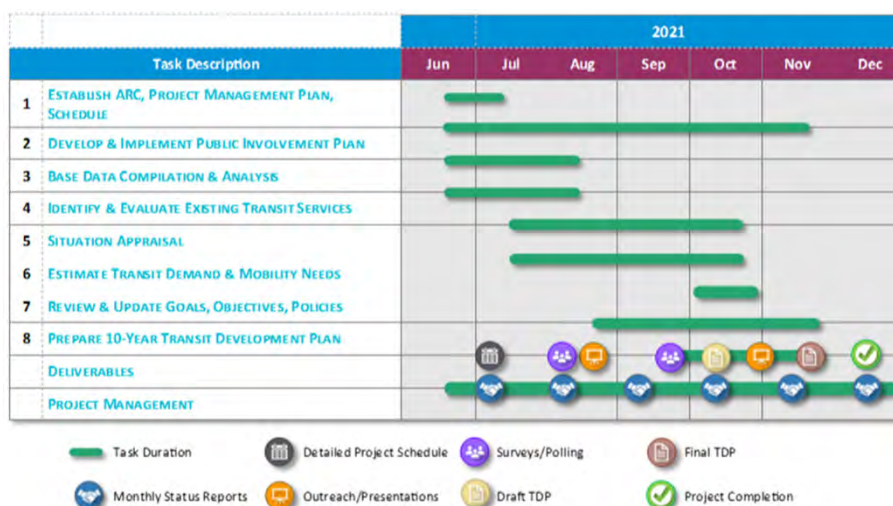 2021
Task Description Jun Jul Aug Sep Oct Nov Dec
1 ESTABLISH ARC, PROJECT MANAGEMENT PLAN,
SCHEDULE
2 DEVELOP & IMPLEMENT PUBLIC INVOLVEMENT PLAN
3 BASE DATA COMPILATION & ANALYSIS
4 IDENTIFY & EVALUATE EXISTING TRANSIT SERVICES
5 SITUATION APPRAISAL
6 ESTIMATE TRANSIT DEMAND & MOBILITY NEEDS
7 REVIEW & UPDATE GOALS, OBJECTIVES, POLICIES
8 PREPARE 10-YEAR TRANSIT DEVELOPMENT PLAN
DELIVERABLES
PROJECT MANAGEMENT
Task Duration Detailed Project Schedule Surveys/Polling Final TDP
Monthly Status Reports Outreach/Presentations Draft TDP Project Completion